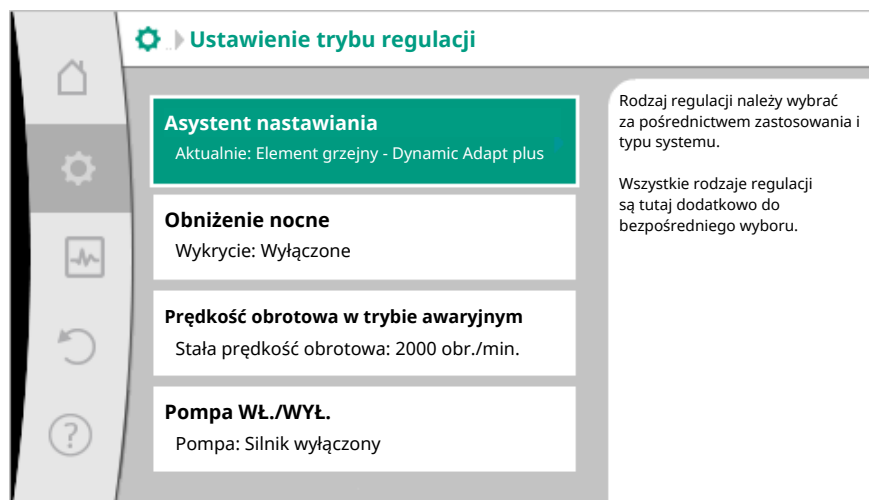 Ustawienie trybu regulacji
Asystent nastawiania
Aktualnie: Element grzejny - Dynamic Adapt plus
Obniżenie nocne
Wykrycie: Wyłączone
Prędkość obrotowa w trybie awaryjnym
Stała prędkość obrotowa: 2000 obr./min.
Pompa WŁ./WYŁ.
Pompa: Silnik wyłączony
Rodzaj regulacji należy wybrać
za pośrednictwem zastosowania i
typu systemu.
Wszystkie rodzaje regulacji
są tutaj dodatkowo do
bezpośredniego wyboru.
?